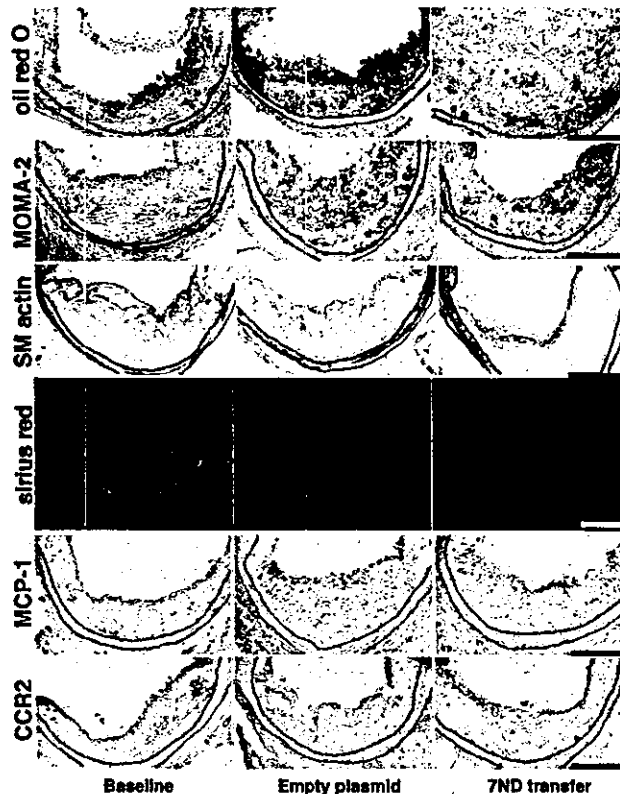 oil red O
MOMA-2
SM actin
sirius red
MCP-1
CCR2
Baseline Empty plasmid 7ND transfer